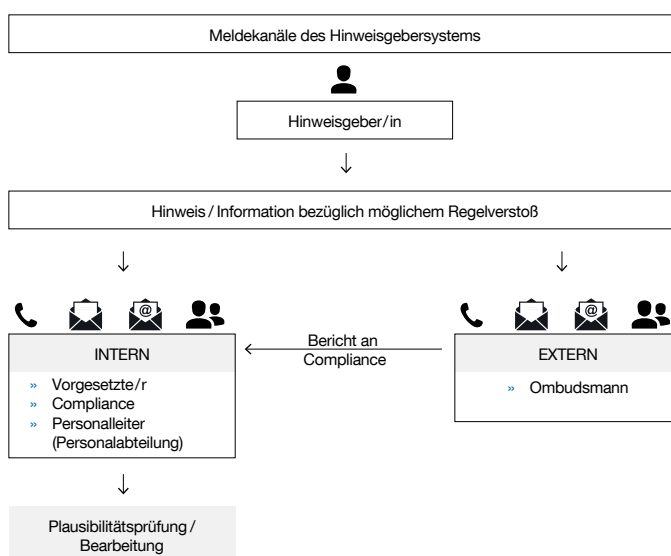 Meldekanäle des Hinweisgebersystems
Hinweisgeber/in
Hinweis / Information bezüglich möglichem Regelverstoß
@
@
INTERN
» Vorgesetzte/r
» Compliance
» Personalleiter
(Personalabteilung)
Bericht an
Compliance
EXTERN
» Ombudsmann
Plausibilitätsprüfung /
Bearbeitung